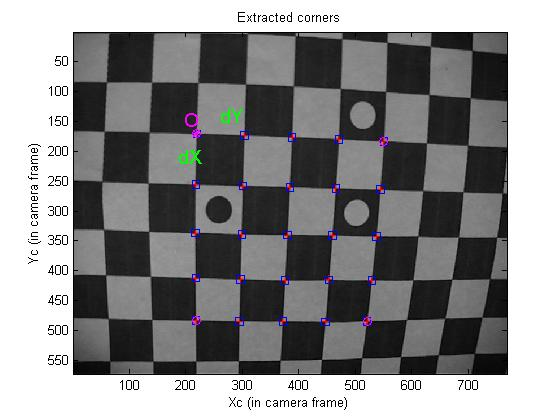 Extracted corners
50
100
150
200
250
300
350
400
450
500
550
O
dY
dX
100 200 300 400 500 600 700
Xc (in camera frame)
Yc (in camera frame)